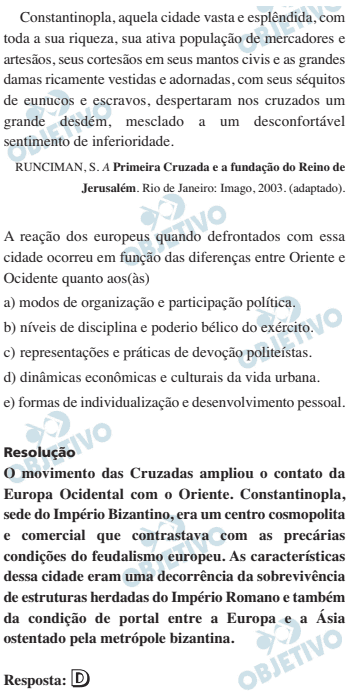 Constantinopla, aquela cidade vasta e esplêndida, com
toda a sua riqueza, sua ativa população de mercadores e
artesãos, seus cortesãos em seus mantos civis e as grandes
damas ricamente vestidas e adornadas, com seus séquitos
de eunucos e escravos, despertaram nos cruzados um
grande desdém, mesclado a um desconfortável
sentimento de inferioridade.
RUNCIMAN, S. A Primeira Cruzada e a fundação do Reino de
Jerusalém. Rio de Janeiro: Imago, 2003. (adaptado).
A reação dos europeus quando defrontados com essa
cidade ocorreu em função das diferenças entre Oriente e
Ocidente quanto aos(às)
a) modos de organização e participação política.
b) níveis de disciplina e poderio bélico do exército.
c) representações e práticas de devoção politeístas.
d) dinâmicas econômicas e culturais da vida urbana.
e) formas de individualização e desenvolvimento pessoal.
Resolução
O movimento das Cruzadas ampliou o contato da
Europa Ocidental com o Oriente. Constantinopla,
sede do Império Bizantino, era um centro cosmopolita
e comercial que contrastava com as precárias
condições do feudalismo europeu. As características
dessa cidade eram uma decorrência da sobrevivência
de estruturas herdadas do Império Romano e também
da condição de portal entre a Europa e a Ásia
ostentado pela metrópole bizantina.
Resposta: D
OBJETIVO
OBJETIVO
OBJETIVO
OBJETIVO
OBJETIVO
OBJETIVO
OBJETIVO